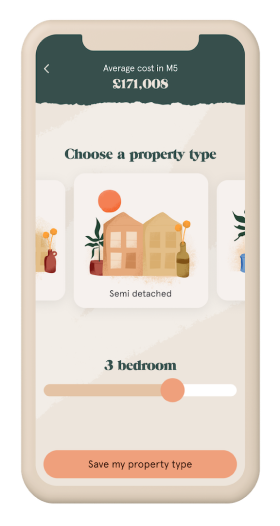 Average cost in M5
£171,008
Choose a property type
Semi detached
3 bedroom
Save my property type